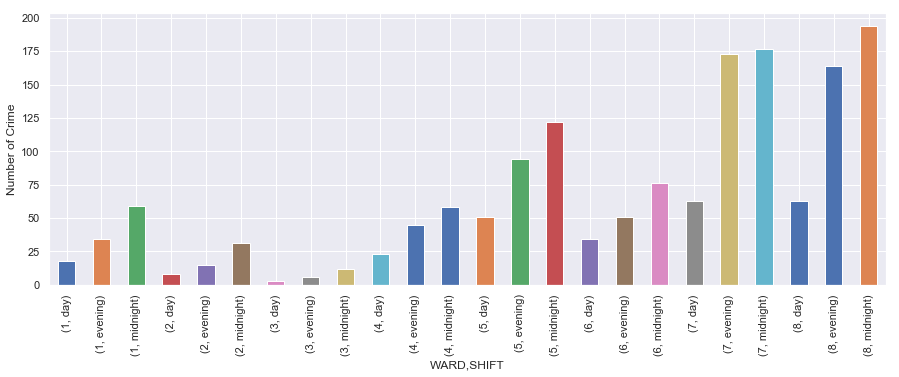 200
175
150
125
100
75
50
25
0
Number of Crime
(1, day)
(1, evening)
(1, midnight)
(2, day)
(2, evening)
(2, midnight)
(3, day)
(3, evening)
(3, midnight)
(4, day)
(4, evening)
(4, midnight)
(5, day)
(5, evening)
(5, midnight)
(6, day)
(6, evening)
(6, midnight)
(7, day)
(7, evening)
(7, midnight)
(8, day)
(8, evening)
(8, midnight)
WARD,SHIFT